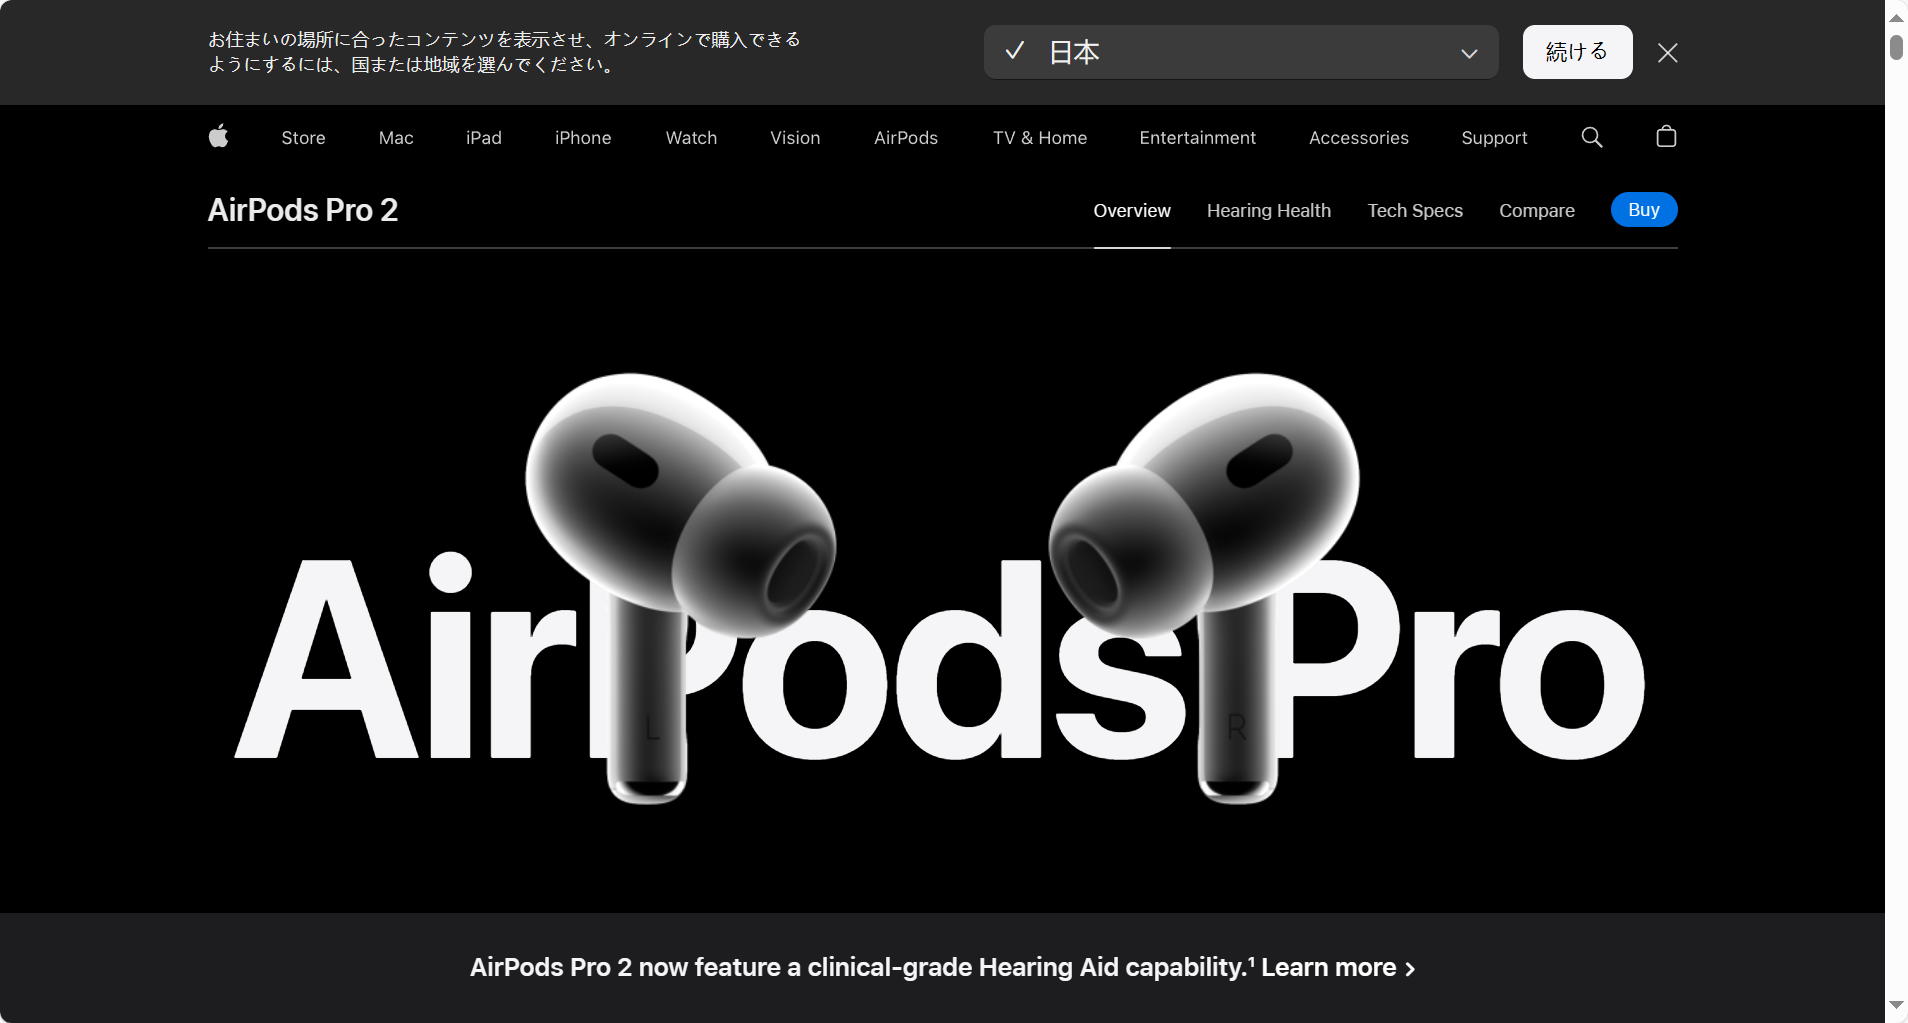 お住まいの場所に合ったコンテンツを表示させ、オンラインで購入できる
ようにするには、国または地域を選んでください。
日本
続ける
Store Mac iPad iPhone Watch Vision AirPods TV & Home Entertainment Accessories Support
AirPods Pro 2
Overview Hearing Health Tech Specs Compare Buy
AirPods Pro
L R
AirPods Pro 2 now feature a clinical-grade Hearing Aid capability.¹ Learn more >